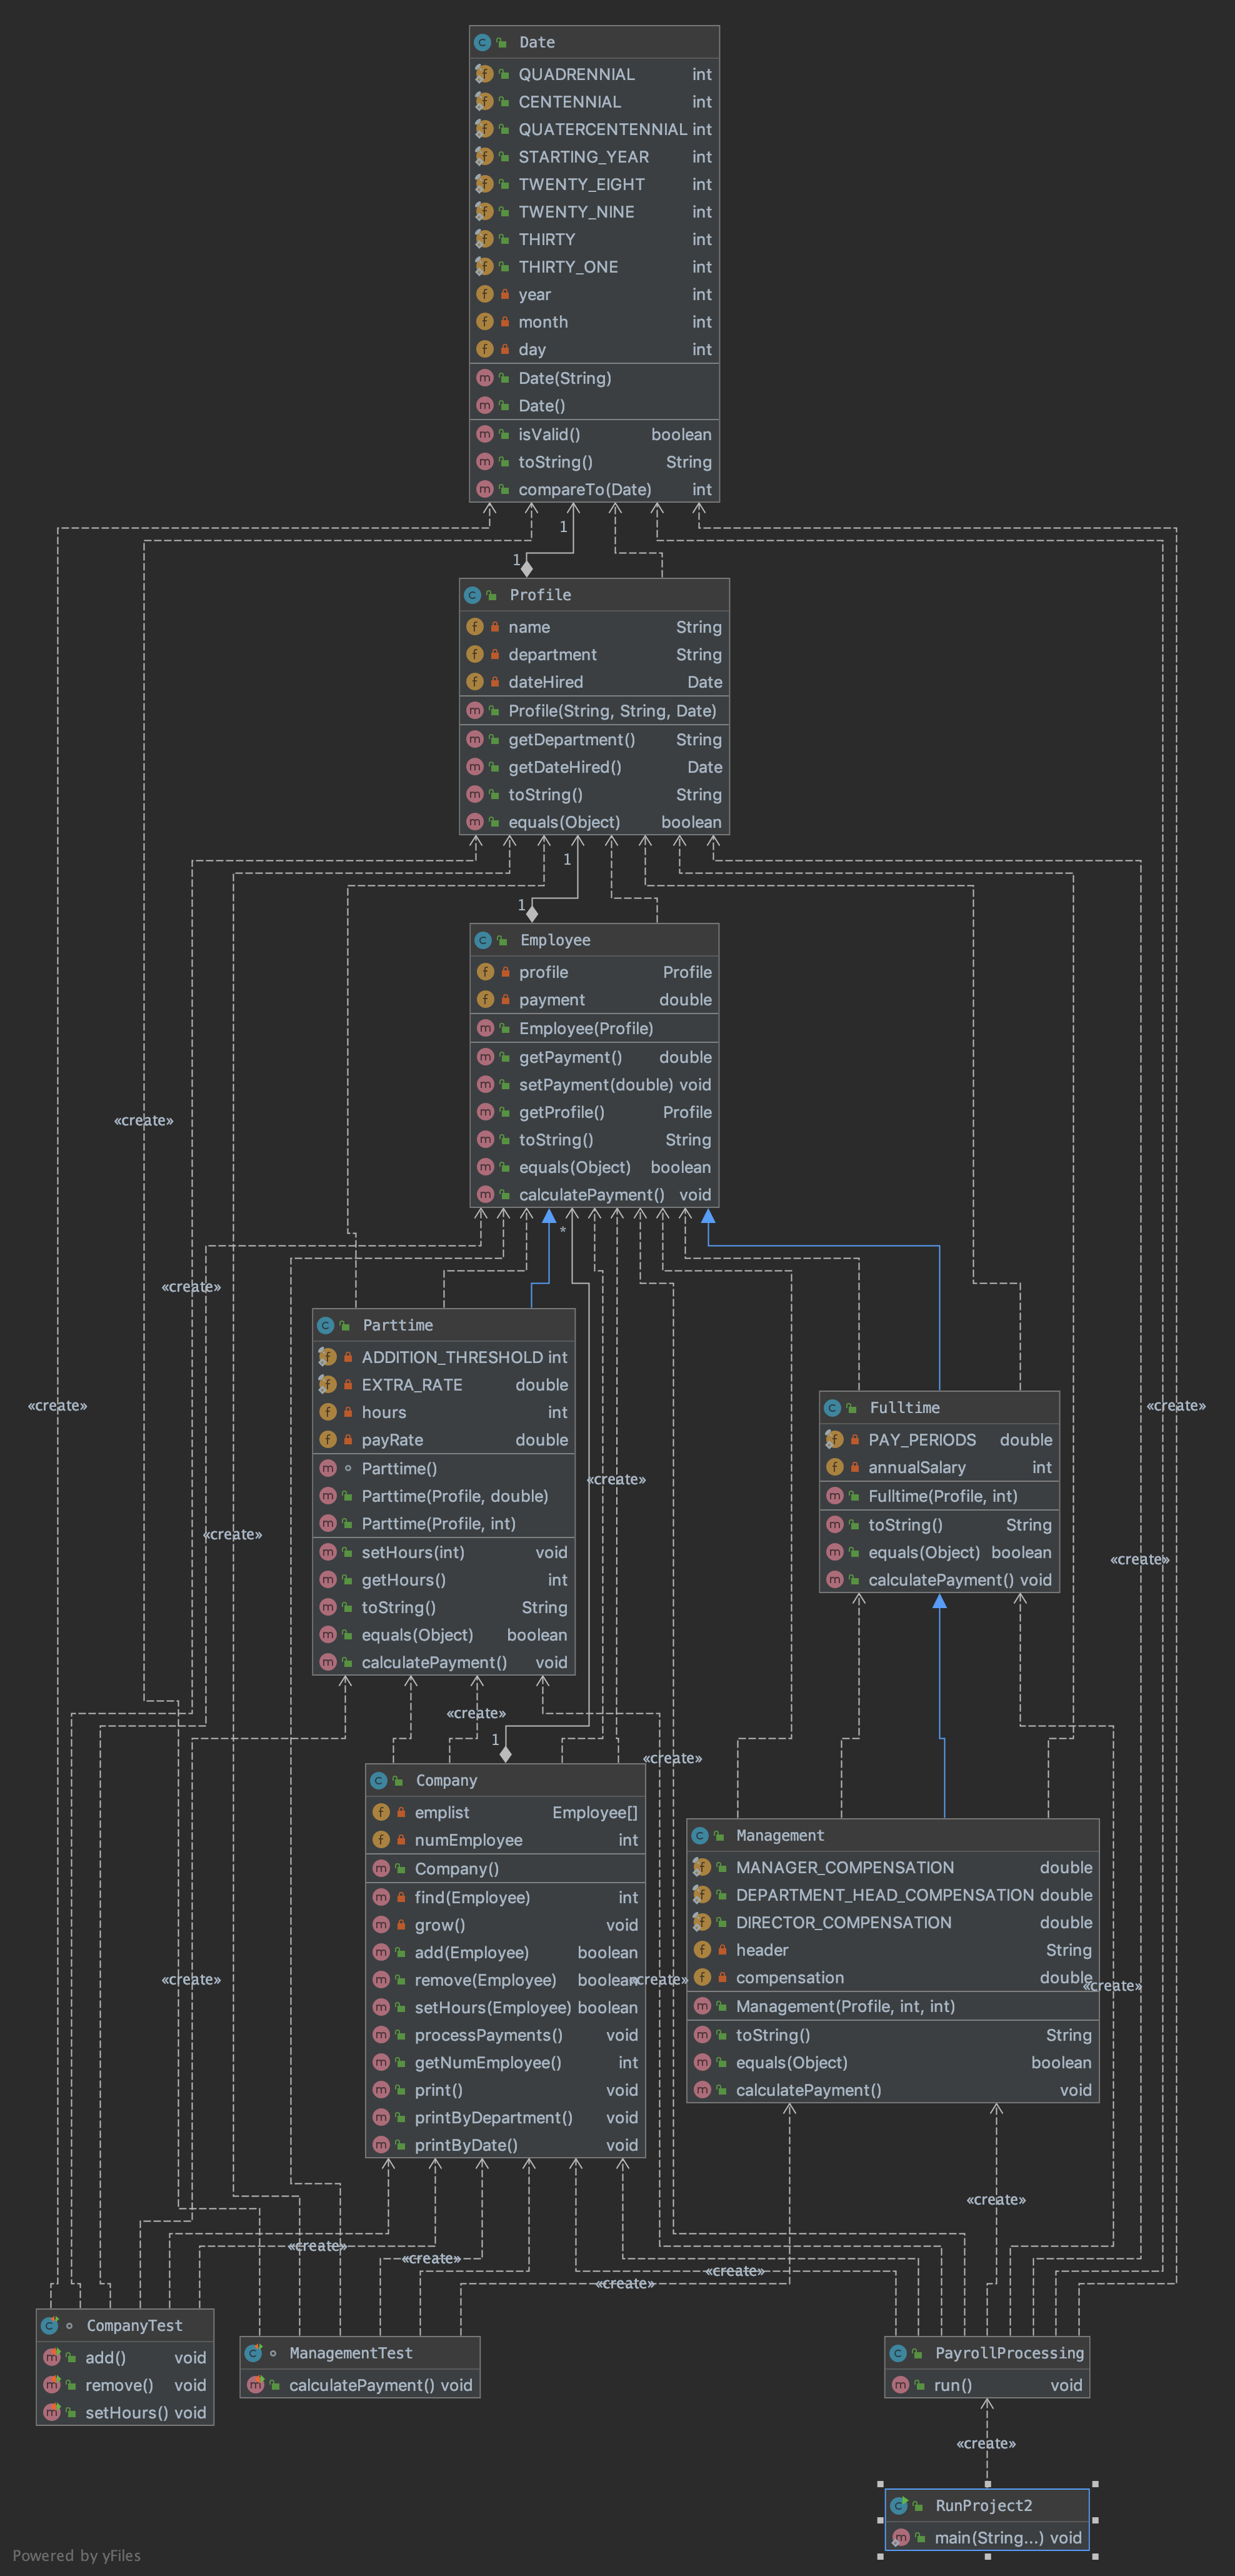 Date
QUADRENNIAL int
CENTENNIAL int
QUATERCENTENNIAL int
STARTING_YEAR int
TWENTY_EIGHT int
TWENTY_NINE int
THIRTY int
THIRTY_ONE int
year int
month int
day int
Date(String)
Date()
isValid() boolean
toString() String
compareTo(Date) int
1
1
Profile
name String
department String
dateHired Date
Profile(String, String, Date)
getDepartment() String
getDateHired() Date
toString() String
equals(Object) boolean
1
1
Employee
profile Profile
payment double
Employee(Profile)
getPayment() double
setPayment(double) void
getProfile() Profile
toString() String
equals(Object) boolean
calculatePayment() void
«create»
*
«create»
Parttime
ADDITION_THRESHOLD int
EXTRA_RATE double
hours int
payRate double
Parttime()
Parttime(Profile, double)
Parttime(Profile, int)
setHours(int) void
getHours() int
toString() String
equals(Object) boolean
calculatePayment() void
«create»
«create»
Fulltime
PAY_PERIODS double
annualSalary int
Fulltime(Profile, int)
toString() String
equals(Object) boolean
calculatePayment() void
«create»
«create»
«create»
«create»
1
«create»
«create»
Company
emplist Employee[]
numEmployee int
Company()
find(Employee) int
grow() void
add(Employee) boolean
remove(Employee) boolean
setHours(Employee) boolean
processPayments() void
getNumEmployee() int
print() void
printByDepartment() void
printByDate() void
Management
MANAGER_COMPENSATION double
DEPARTMENT_HEAD_COMPENSATION double
DIRECTOR_COMPENSATION double
header String
compensation double
Management(Profile, int, int)
toString() String
equals(Object) boolean
calculatePayment() void
«create»
«create»
«create»
«create»
«create»
«create»
«create»
«create»
CompanyTest
add() void
remove() void
setHours() void
ManagementTest
calculatePayment() void
PayrollProcessing
run() void
«create»
RunProject2
main(String...) void
Powered by yFiles